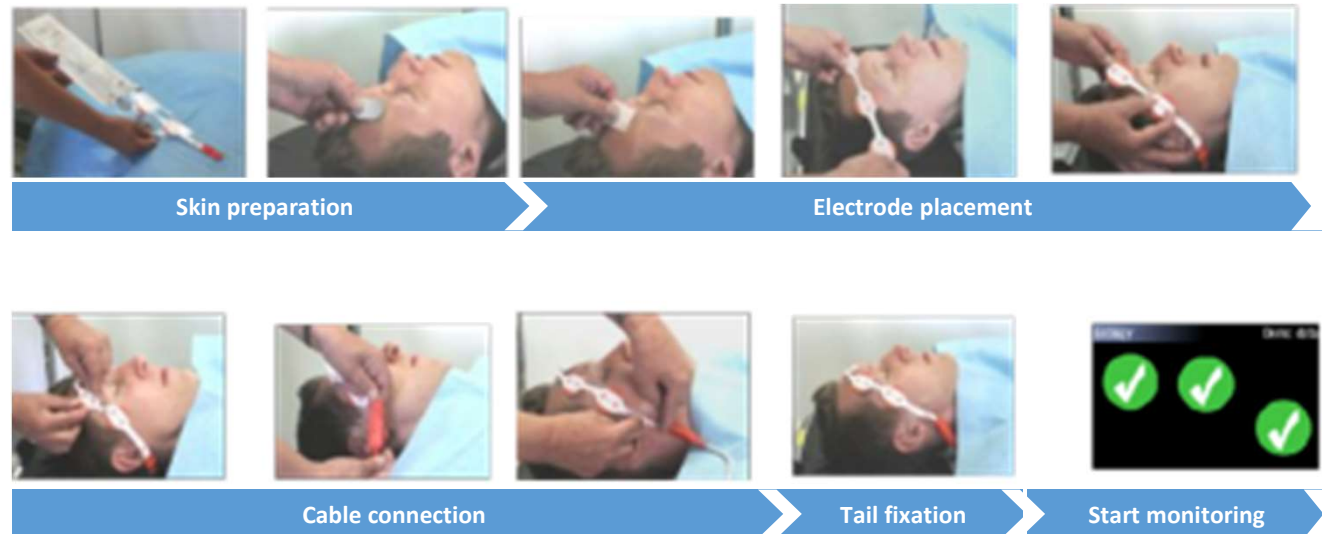 Skin preparation
Electrode placement
Cable connection
Tail fixation
Start monitoring